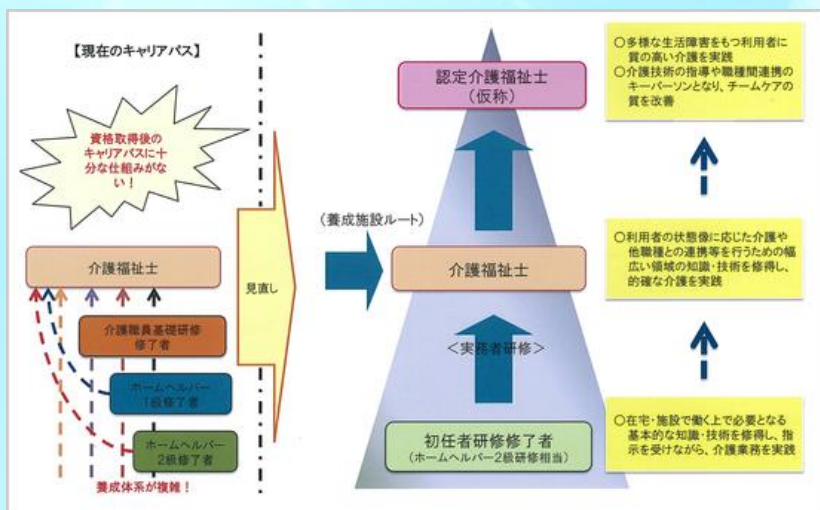 【現在のキャリアパス】
資格取得後の
キャリアパスに十
分な仕組みがな
い！
介護福祉士
介護職員基礎研修
修了者
ホームヘルパー
1級修了者
ホームヘルパー
2級修了者
養成体系が複雑！
見直し
認定介護福祉士
（仮称）
（養成施設ルート）
介護福祉士
＜実務者研修＞
初任者研修修了者
（ホームヘルパー2級研修相当）
○多様な生活障害をもつ利用者に
質の高い介護を実践
○介護技術の指導や職種間連携の
キーパーソンとなり、チームケアの
質を改善
○利用者の状態像に応じた介護や
他職種との連携等を行うための幅
広い領域の知識・技術を修得し、
的確な介護を実践
○在宅・施設で働く上で必要となる
基本的な知識・技術を修得し、指
示を受けながら、介護業務を実践